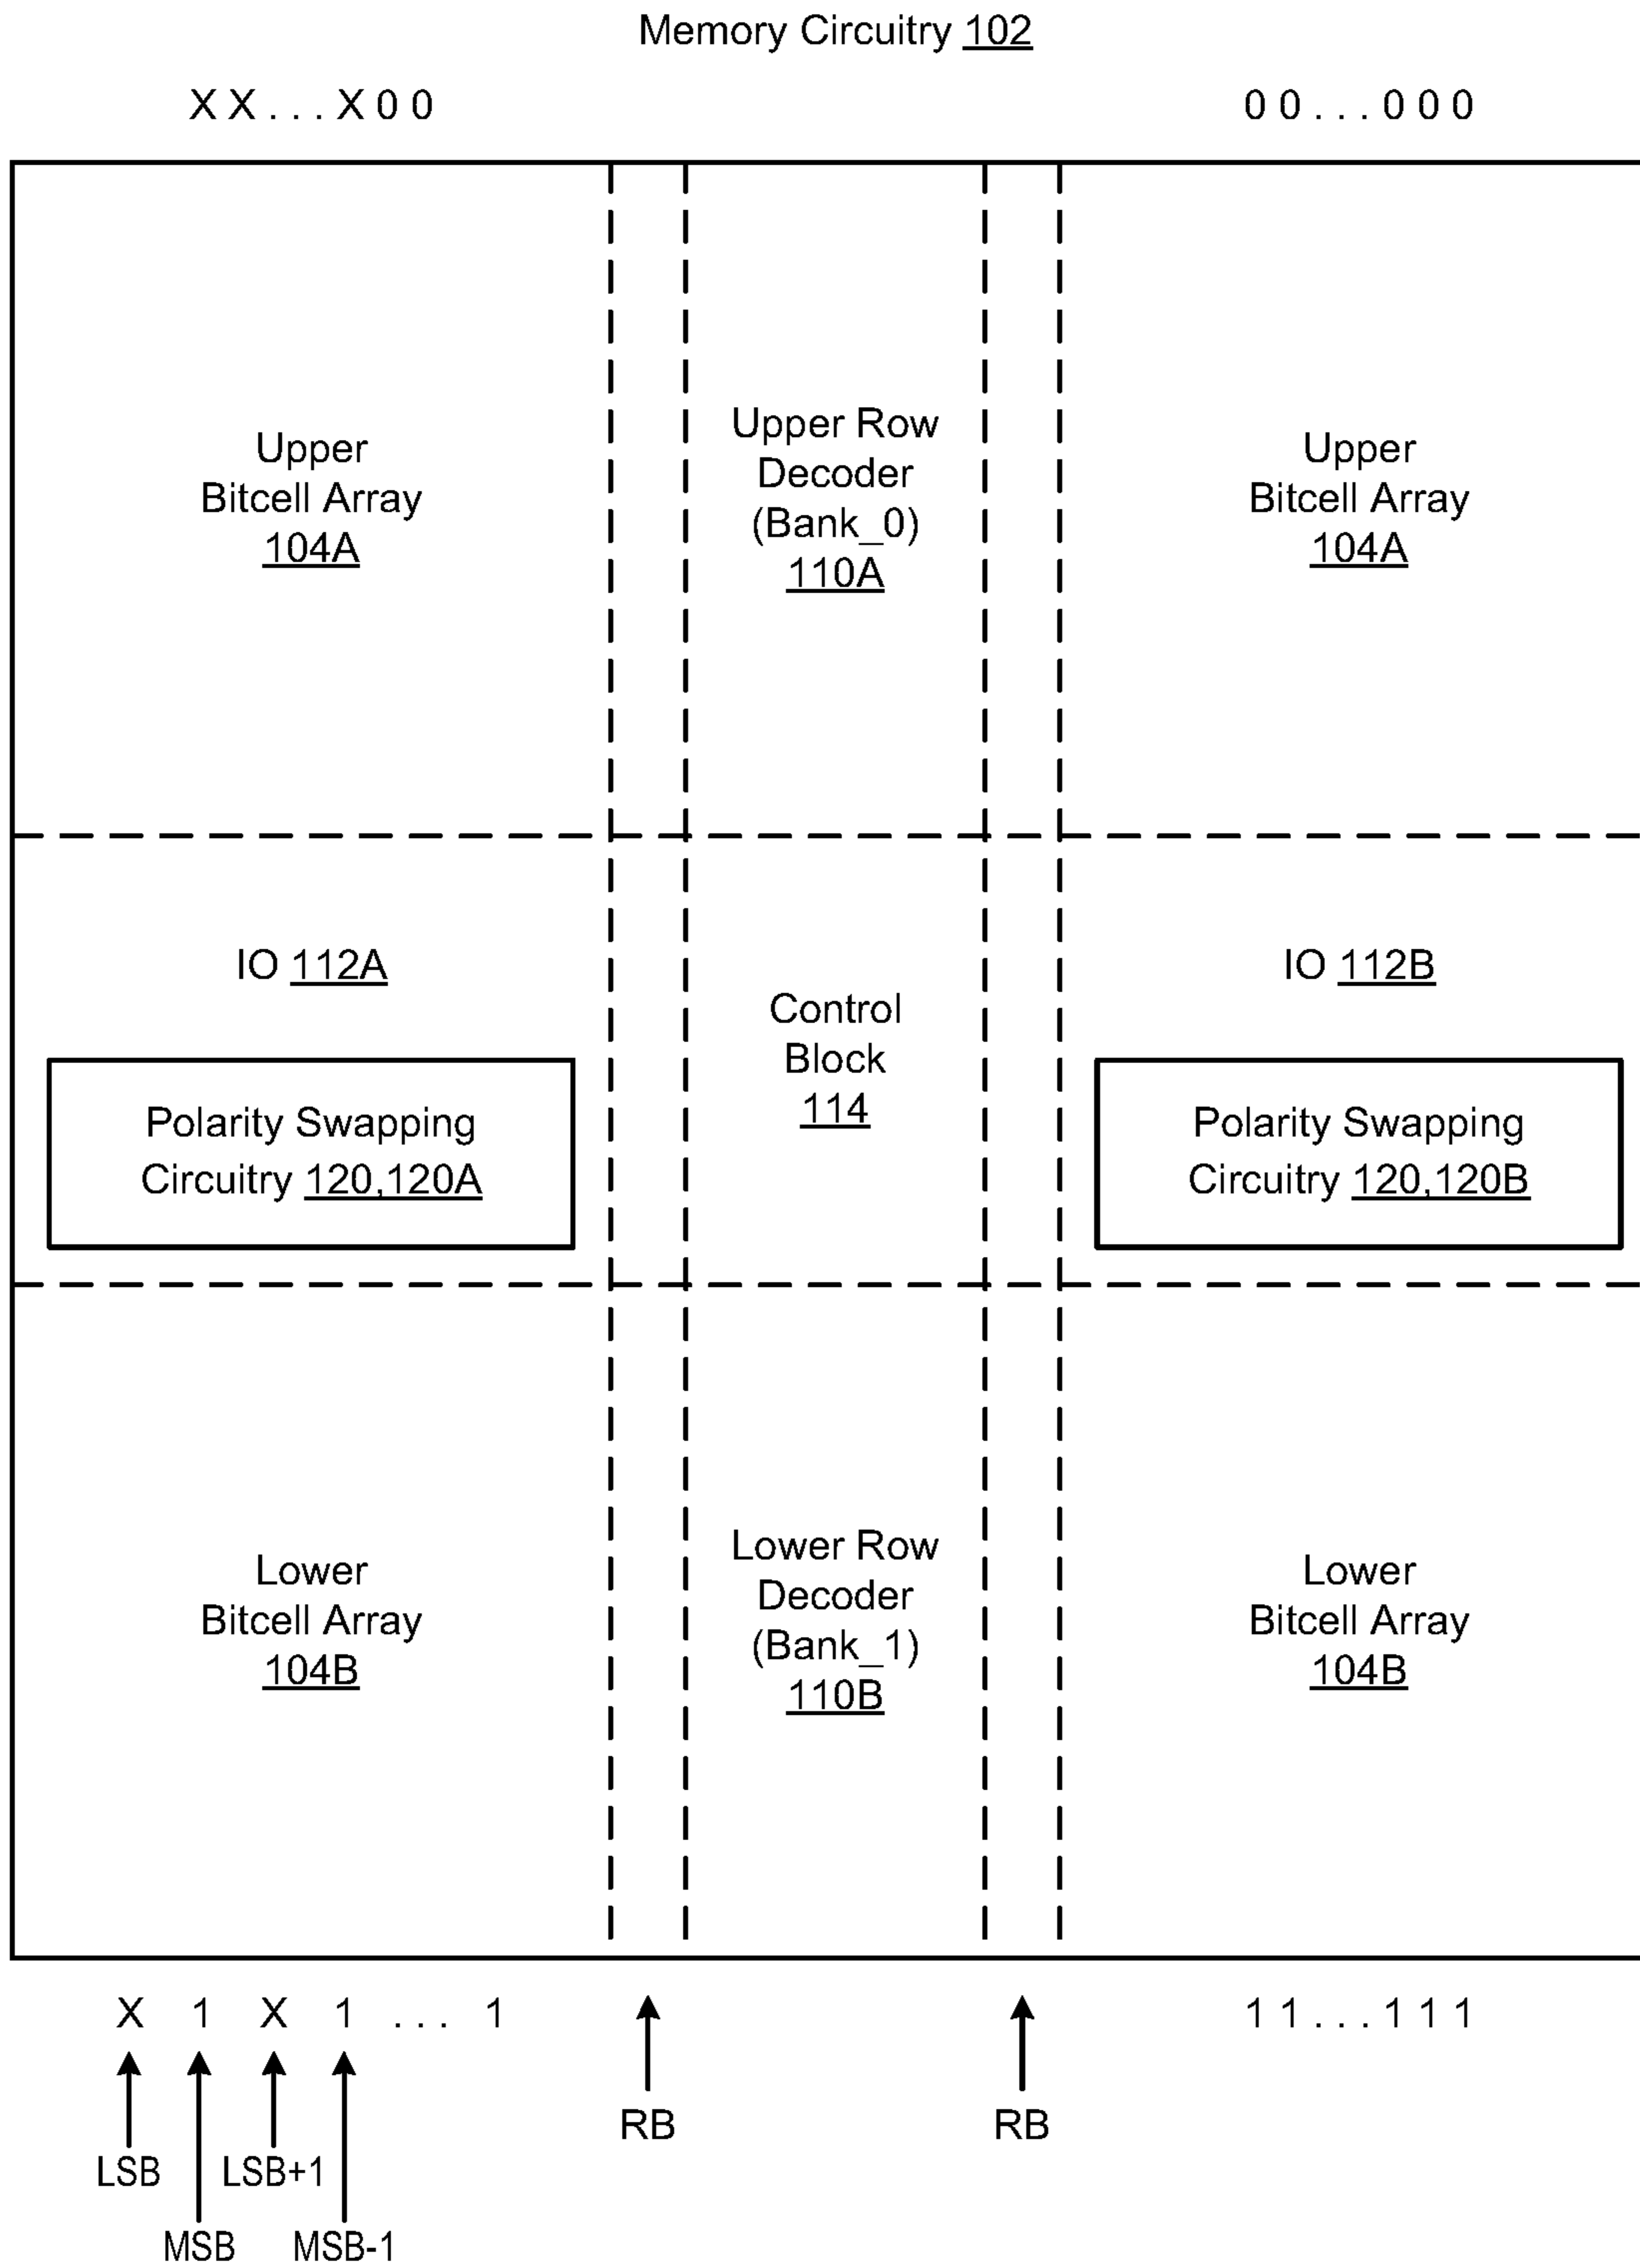 Memory Circuitry 102
X X . . . X 0 0
0 0 . . . 0 0 0
Upper
Bitcell Array
104A
Upper Row
Decoder
(Bank_0)
110A
Upper
Bitcell Array
104A
IO 112A
Polarity Swapping
Circuitry 120,120A
Control
Block
114
IO 112B
Polarity Swapping
Circuitry 120,120B
Lower
Bitcell Array
104B
Lower Row
Decoder
(Bank_1)
110B
Lower
Bitcell Array
104B
X 1 X 1 . . . 1
1 1 . . . 1 1 1
RB
RB
LSB
LSB+1
MSB
MSB-1